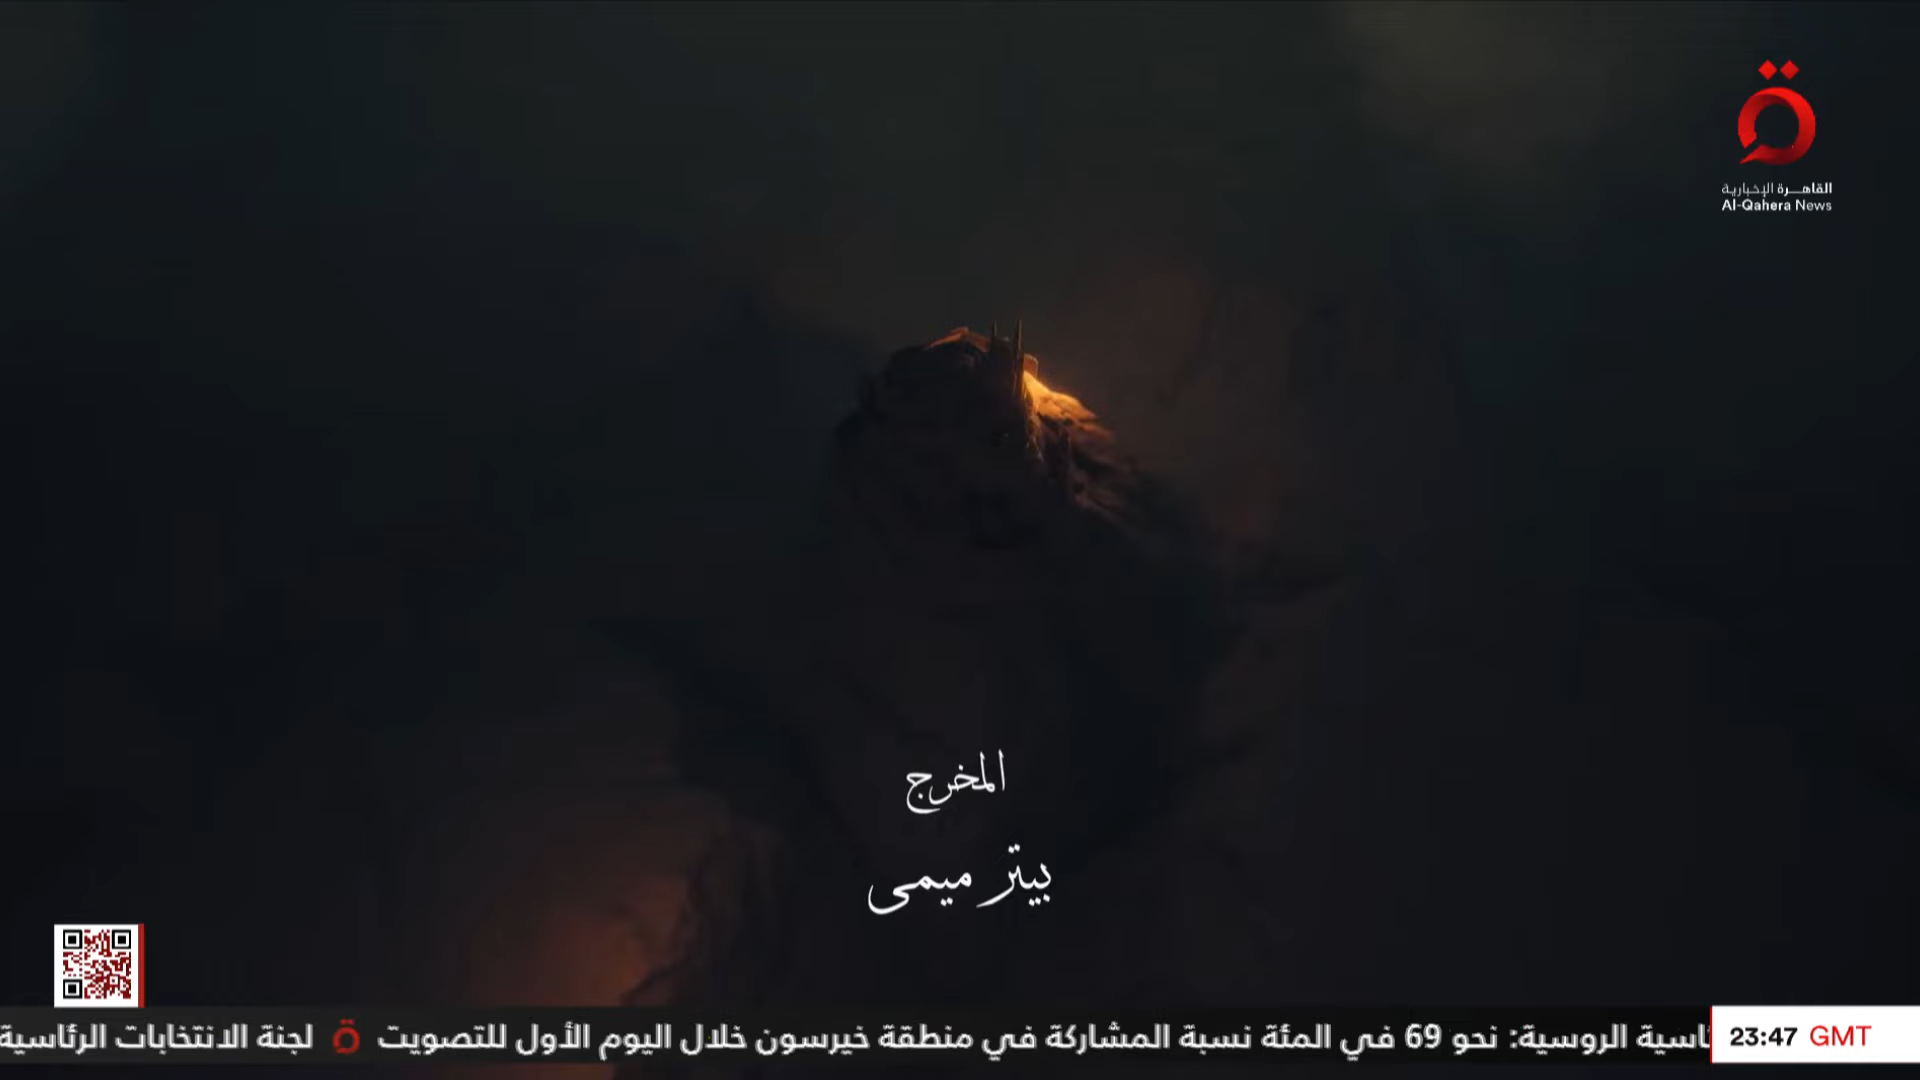 القاهرة الإخبارية
Al-Qahera News
المخرج
بيتر ميمى
الروسية: نحو 69 في المئة نسبة المشاركة في منطقة خيرسون خلال اليوم الأول للتصويت لجنة الانتخابات الرئاسية
23:47 GMT